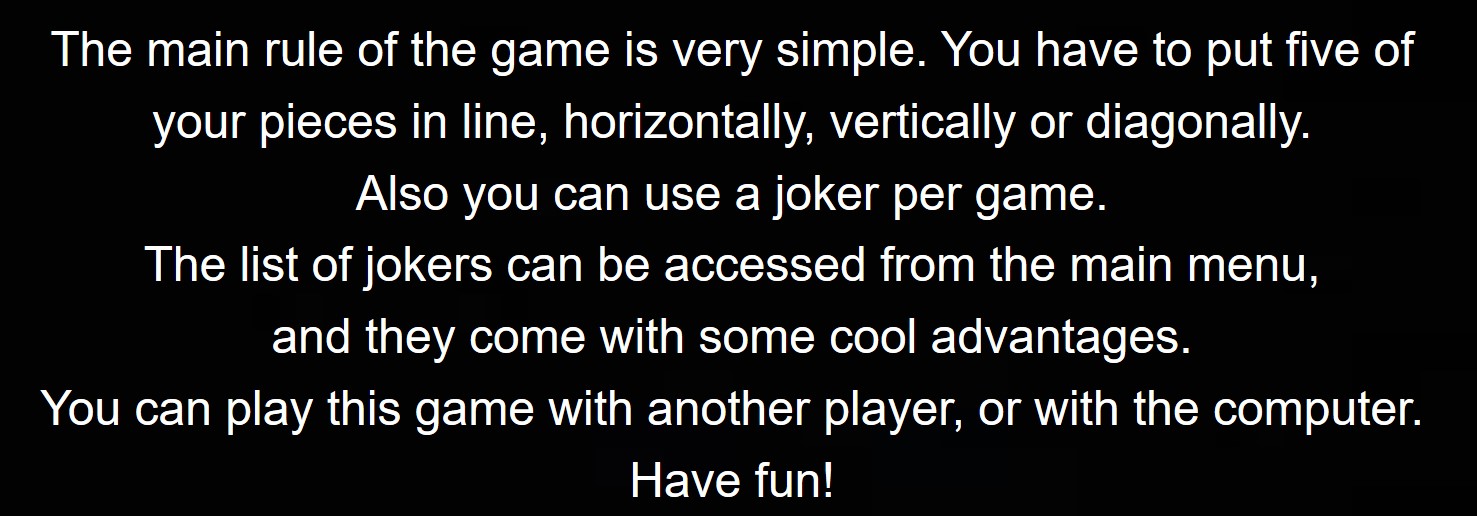 The main rule of the game is very simple. You have to put five of
your pieces in line, horizontally, vertically or diagonally.
Also you can use a joker per game.
The list of jokers can be accessed from the main menu,
and they come with some cool advantages.
You can play this game with another player, or with the computer.
Have fun!